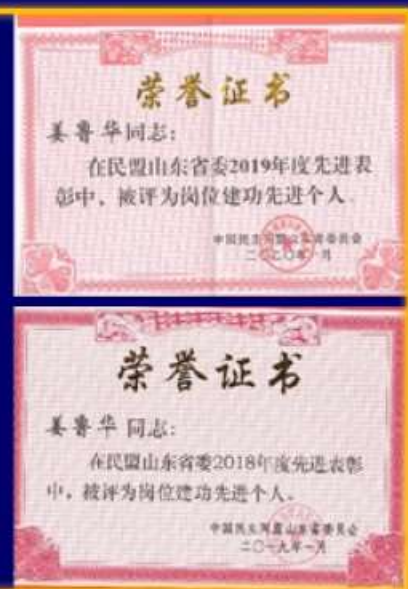 荣誉证书
姜鲁华同志：
在民盟山东省委2019年度先进表
彰中，被评为岗位建功先进个人。
中国民主同盟山东省委员会
二〇二〇年一月
荣誉证书
姜鲁华同志：
在民盟山东省委2018年度先进表彰
中，被评为岗位建功先进个人。
中国民主同盟山东省委员会
二〇一九年一月